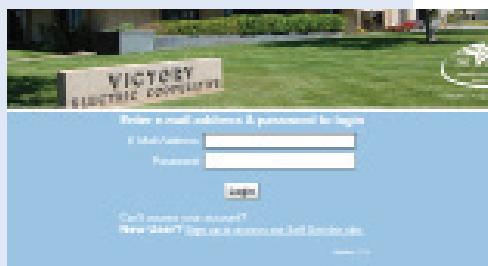 VICTORY
ELECTRIC COOPERATIVE
Enter e-mail address & password to login
E-Mail Address:
Password:
Login
Can't access your account?
New User? Sign up to access our Self Service site.